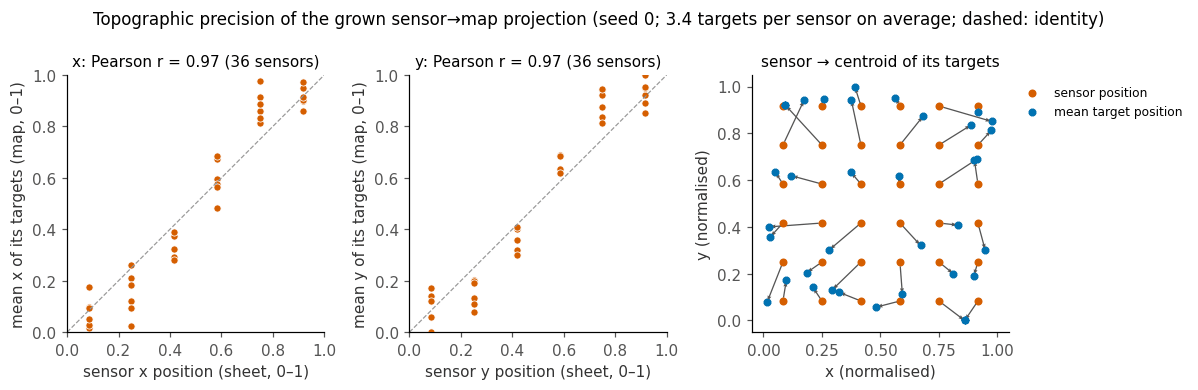 Topographic precision of the grown sensor→map projection (seed 0; 3.4 targets per sensor on average; dashed: identity)
x: Pearson r = 0.97 (36 sensors)
mean x of its targets (map, 0–1)
1.0
0.8
0.6
0.4
0.2
0.0
0.0 0.2 0.4 0.6 0.8 1.0
sensor x position (sheet, 0–1)
y: Pearson r = 0.97 (36 sensors)
mean y of its targets (map, 0–1)
1.0
0.8
0.6
0.4
0.2
0.0
0.0 0.2 0.4 0.6 0.8 1.0
sensor y position (sheet, 0–1)
sensor → centroid of its targets
y (normalised)
1.0
0.8
0.6
0.4
0.2
0.0
0.00 0.25 0.50 0.75 1.00
x (normalised)
sensor position
mean target position